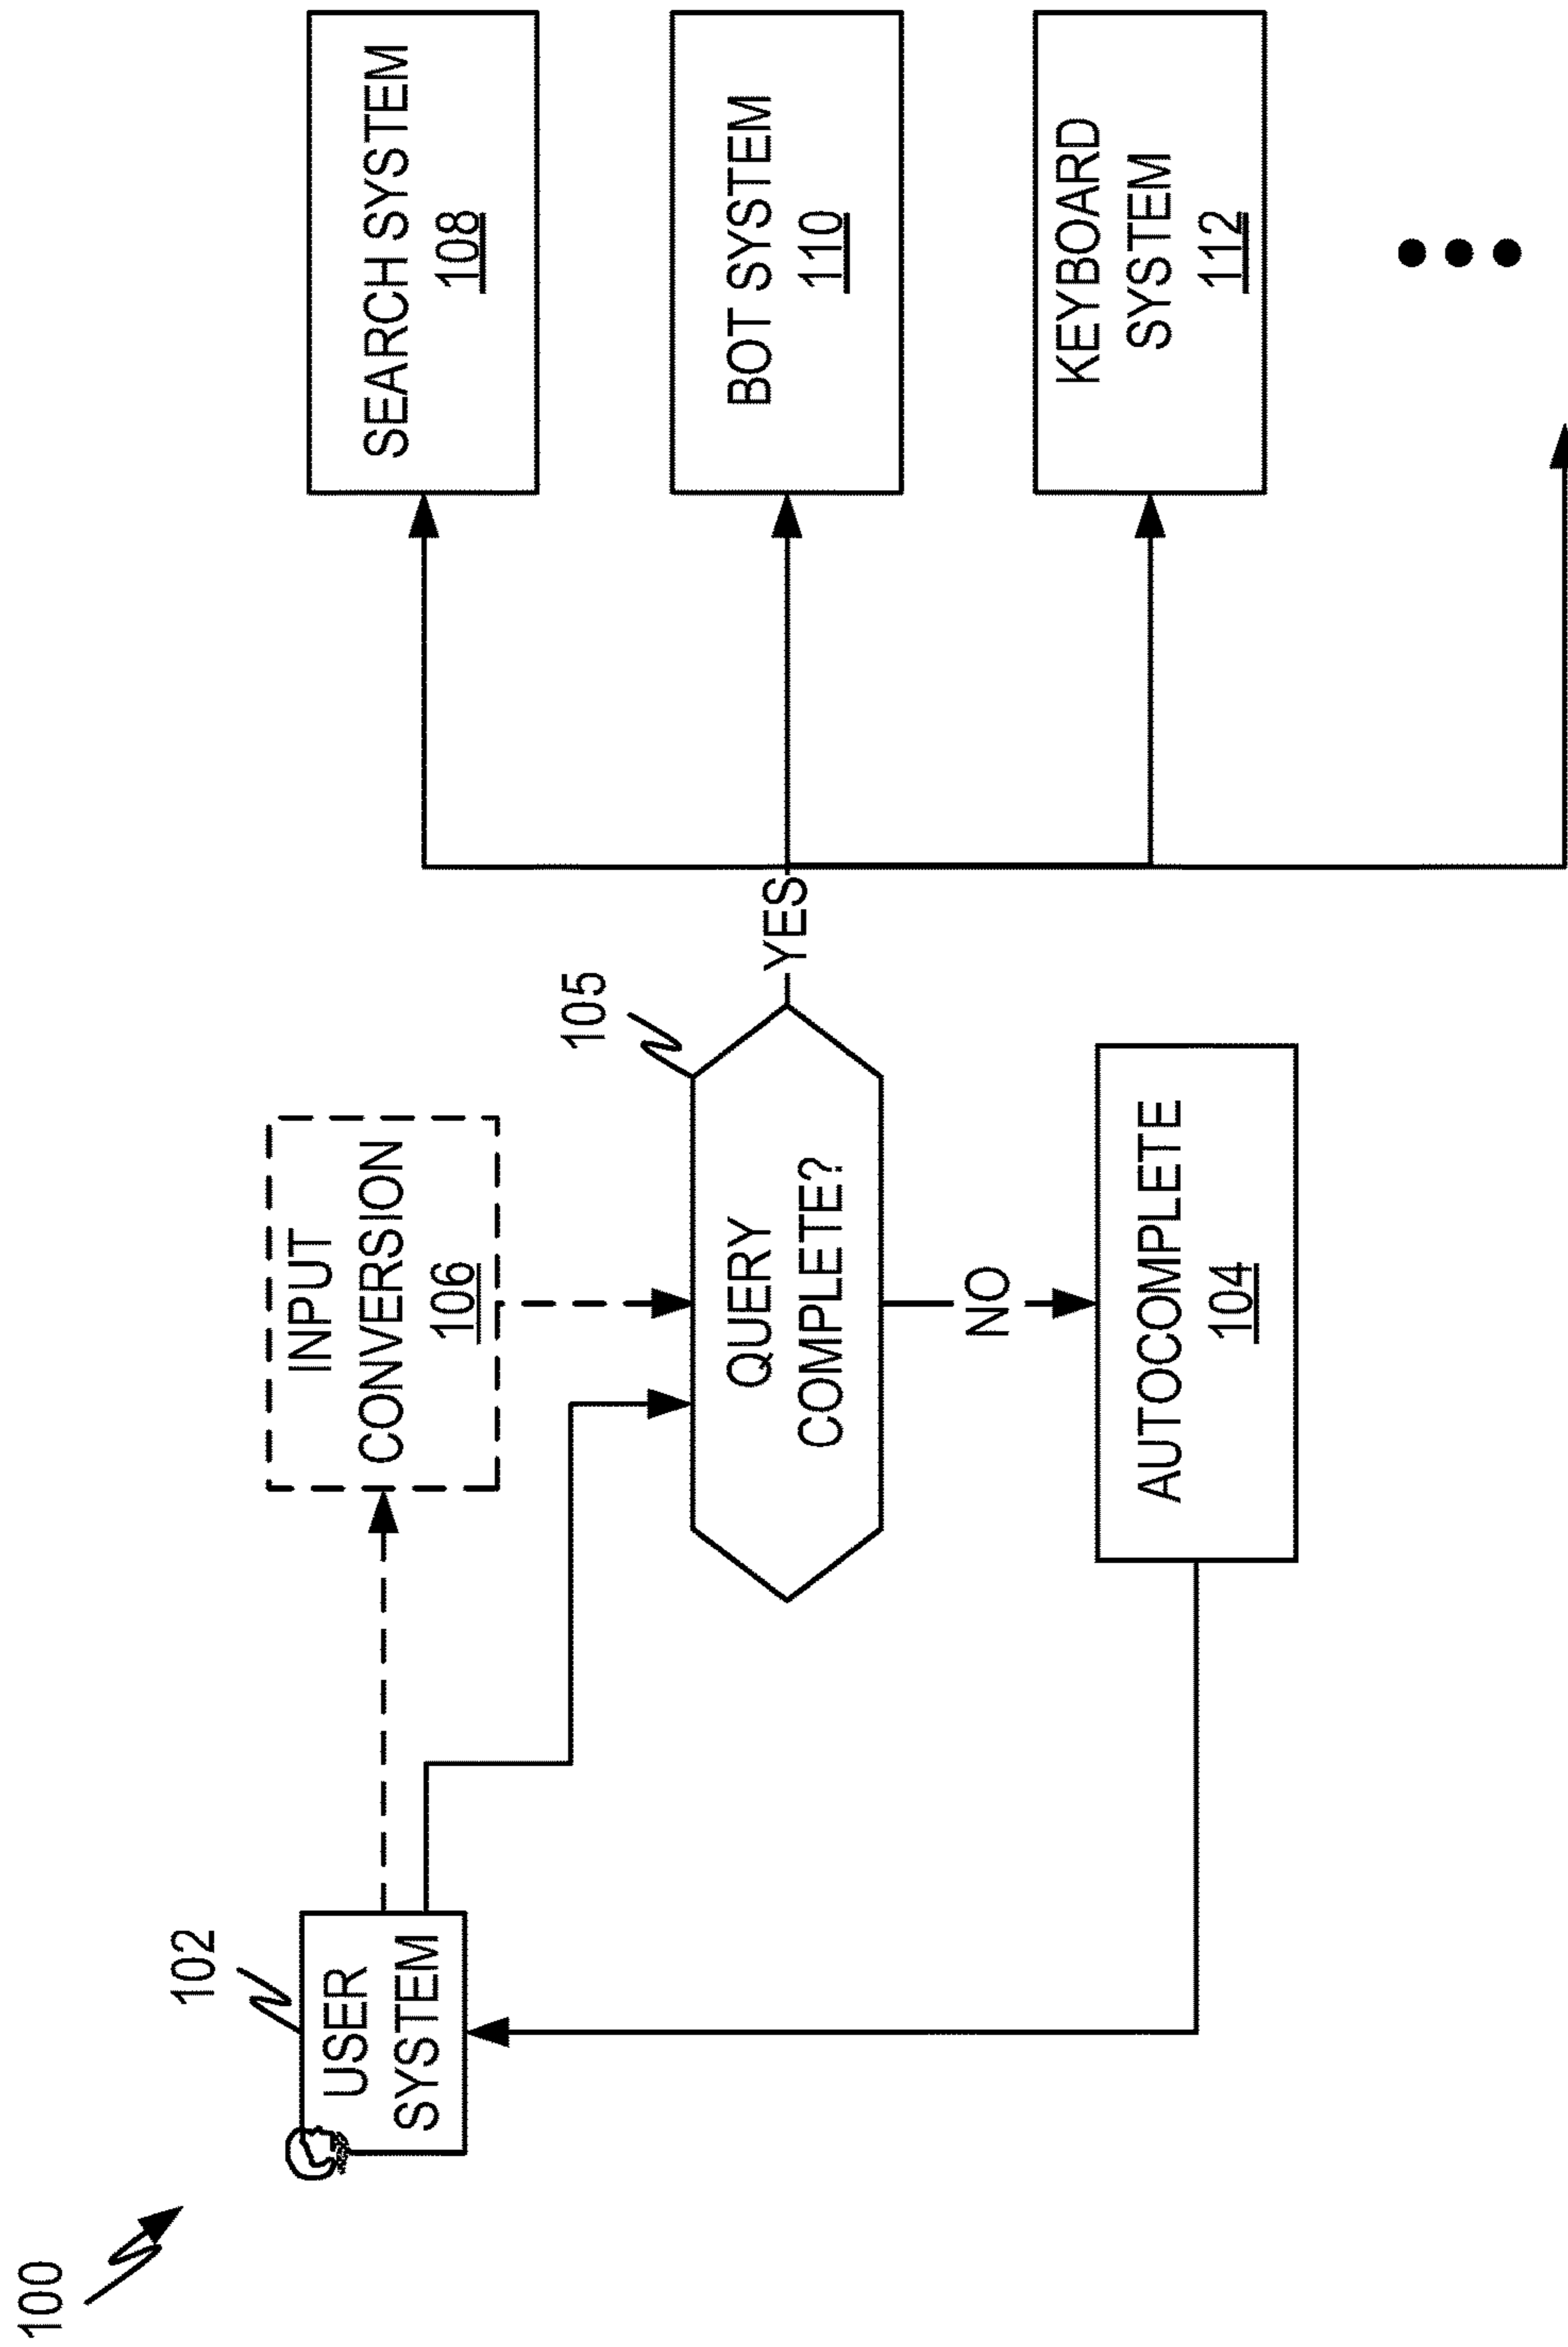 100
102
USER
SYSTEM
INPUT
CONVERSION
106
105
QUERY
COMPLETE?
YES
NO
AUTOCOMPLETE
104
SEARCH SYSTEM
108
BOT SYSTEM
110
KEYBOARD
SYSTEM
112